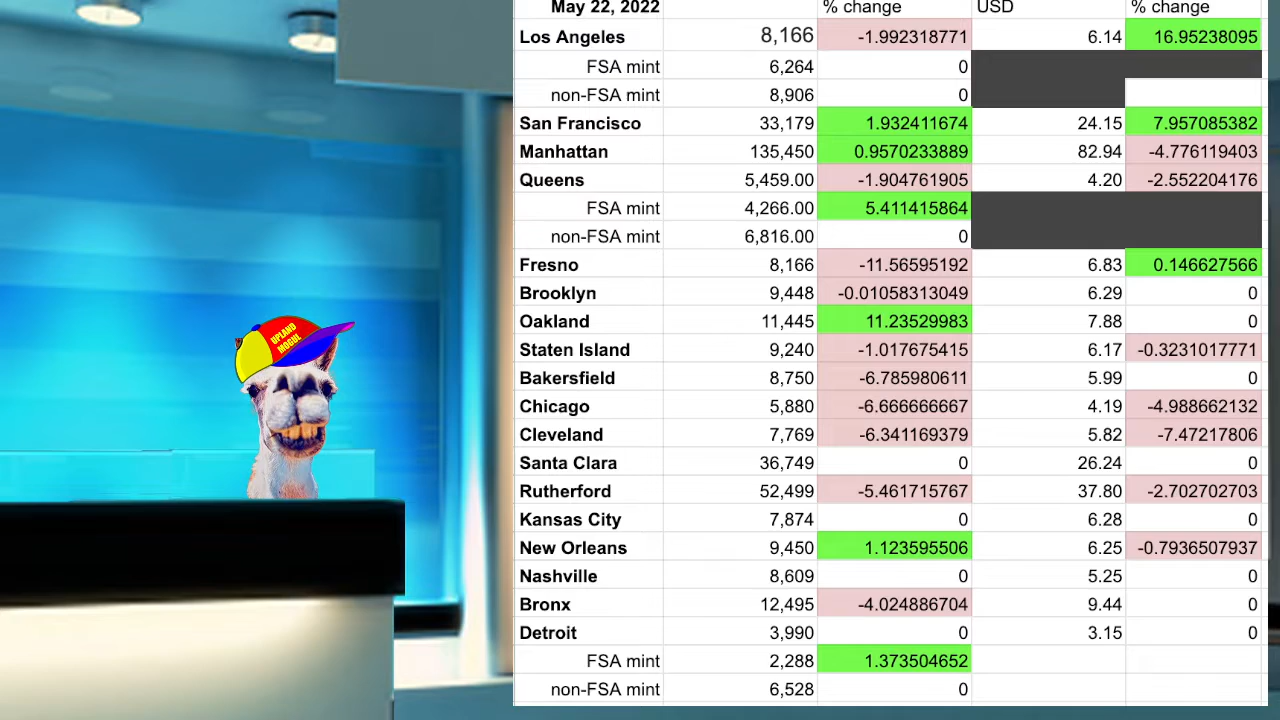 May 22, 2022 % change USD % change
Los Angeles 8,166 -1.992318771 6.14 16.95238095
FSA mint 6,264 0
non-FSA mint 8,906 0
San Francisco 33,179 1.932411674 24.15 7.957085382
Manhattan 135,450 0.9570233889 82.94 -4.776119403
Queens 5,459.00 -1.904761905 4.20 -2.552204176
FSA mint 4,266.00 5.411415864
non-FSA mint 6,816.00 0
Fresno 8,166 -11.56595192 6.83 0.146627566
Brooklyn 9,448 -0.01058313049 6.29 0
Oakland 11,445 11.23529983 7.88 0
Staten Island 9,240 -1.017675415 6.17 -0.3231017771
Bakersfield 8,750 -6.785980611 5.99 0
Chicago 5,880 -6.666666667 4.19 -4.988662132
Cleveland 7,769 -6.341169379 5.82 -7.47217806
Santa Clara 36,749 0 26.24 0
Rutherford 52,499 -5.461715767 37.80 -2.702702703
Kansas City 7,874 0 6.28 0
New Orleans 9,450 1.123595506 6.25 -0.7936507937
Nashville 8,609 0 5.25 0
Bronx 12,495 -4.024886704 9.44 0
Detroit 3,990 0 3.15 0
FSA mint 2,288 1.373504652
non-FSA mint 6,528 0
UPLAND
MOGUL